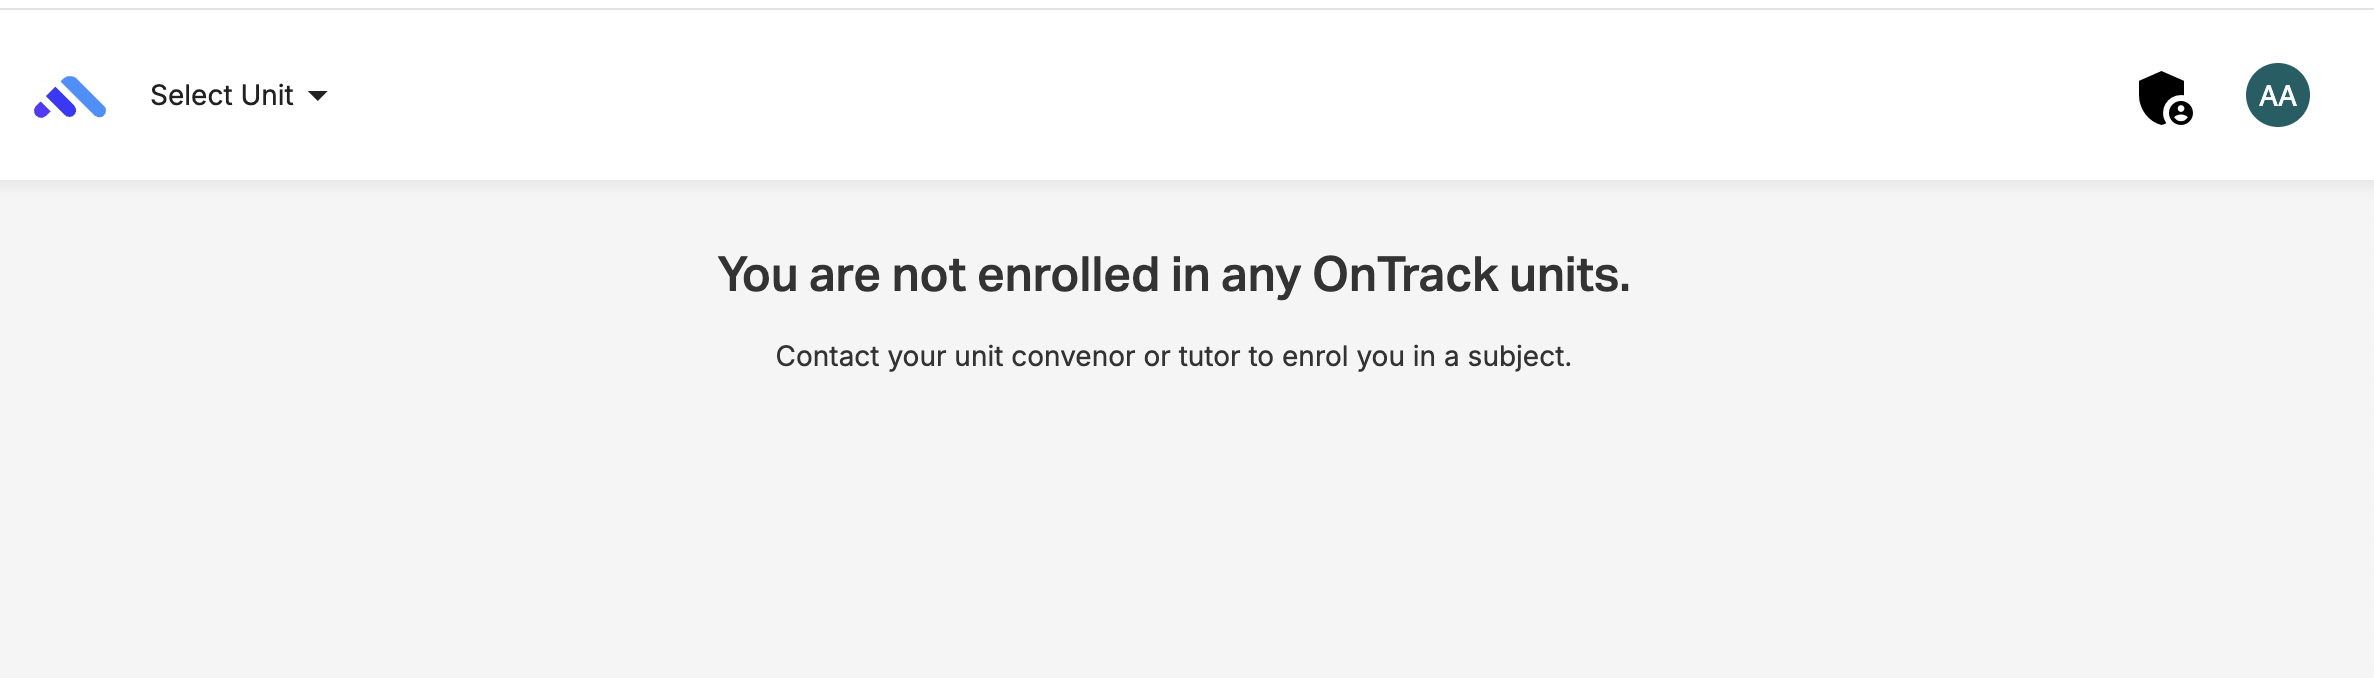 Select Unit
AA
You are not enrolled in any OnTrack units.
Contact your unit convenor or tutor to enrol you in a subject.